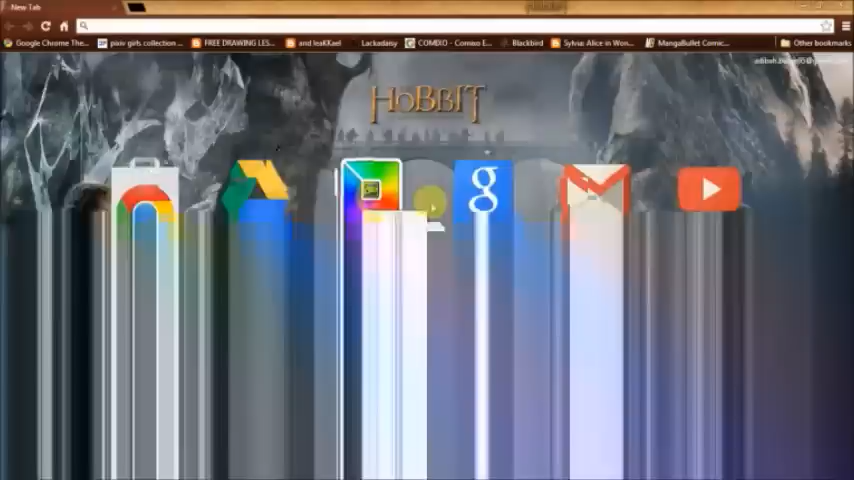 New Tab
Google Chrome The...
pixiv girls collection ...
FREE DRAWING LES...
and leaKKael
Lackadaisy
COMIXO - Comixo E...
Blackbird
Sylvia: Alice in Won...
MangaBullet Comic...
Other bookmarks
HOBBIT
g